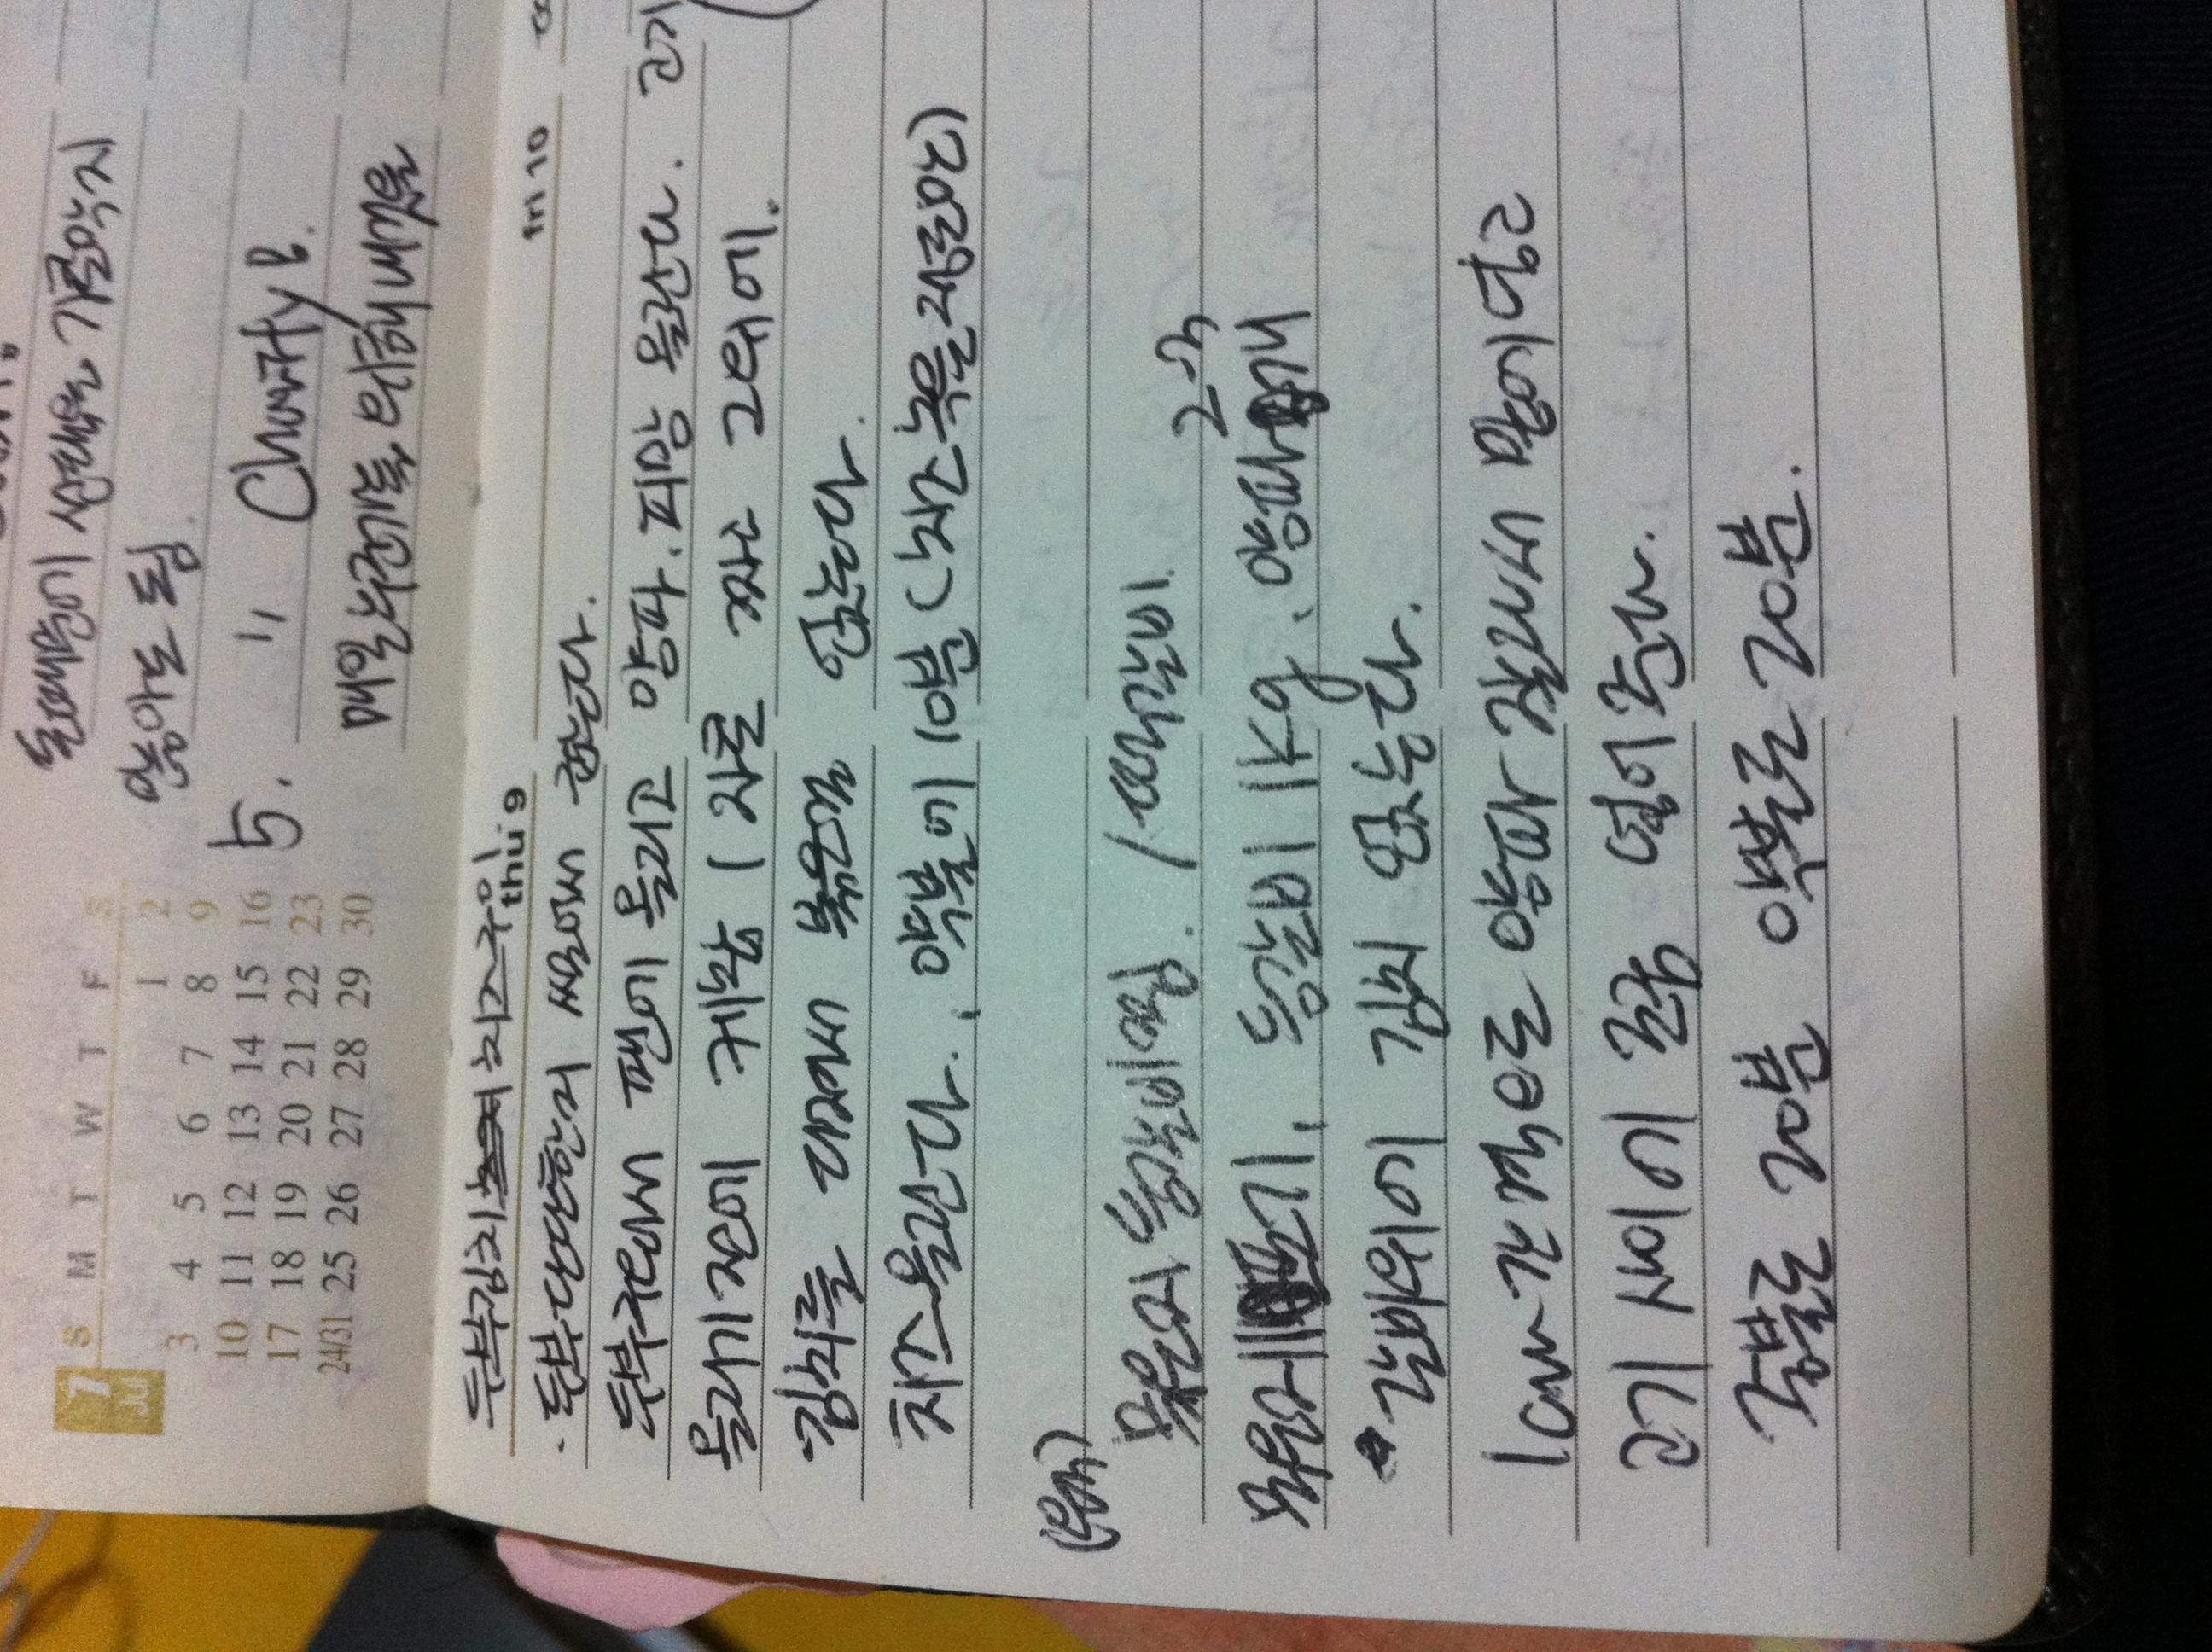 7
Jul
S M T W T F S
1 2
3 4 5 6 7 8 9
10 11 12 13 14 15 16
17 18 19 20 21 22 23
24/31 25 26 27 28 29 30
돈때문에 선택을 기로막지
않아도 됨.
5. " Charity B.
매일 누군가를 위해 내것을
두부김치 치즈구이.
thu 9
fri 10
· 두부 단단한지 썰어서 굽는다.
두부구워서 팬에 올리고 양파, 피망 올린다. 고기
올리기 전에 케찹 1자로 짜고 그위에.
·김치를 다져서 볶은걸 얹는다.
치즈올린다., 약불에 10분 (치즈 녹을 정도만)
묵은지 등갈비찜. / 떡갈비.
묵은지 포기, 등갈비 1kg, 양파 2-3개
·갈비위에 김치 얹는다.
1cm간격으로 양파 잘라서 밑에 넣고
고기 사이에 조금 넣어 준다.
중불로 20분 약불로 20분.